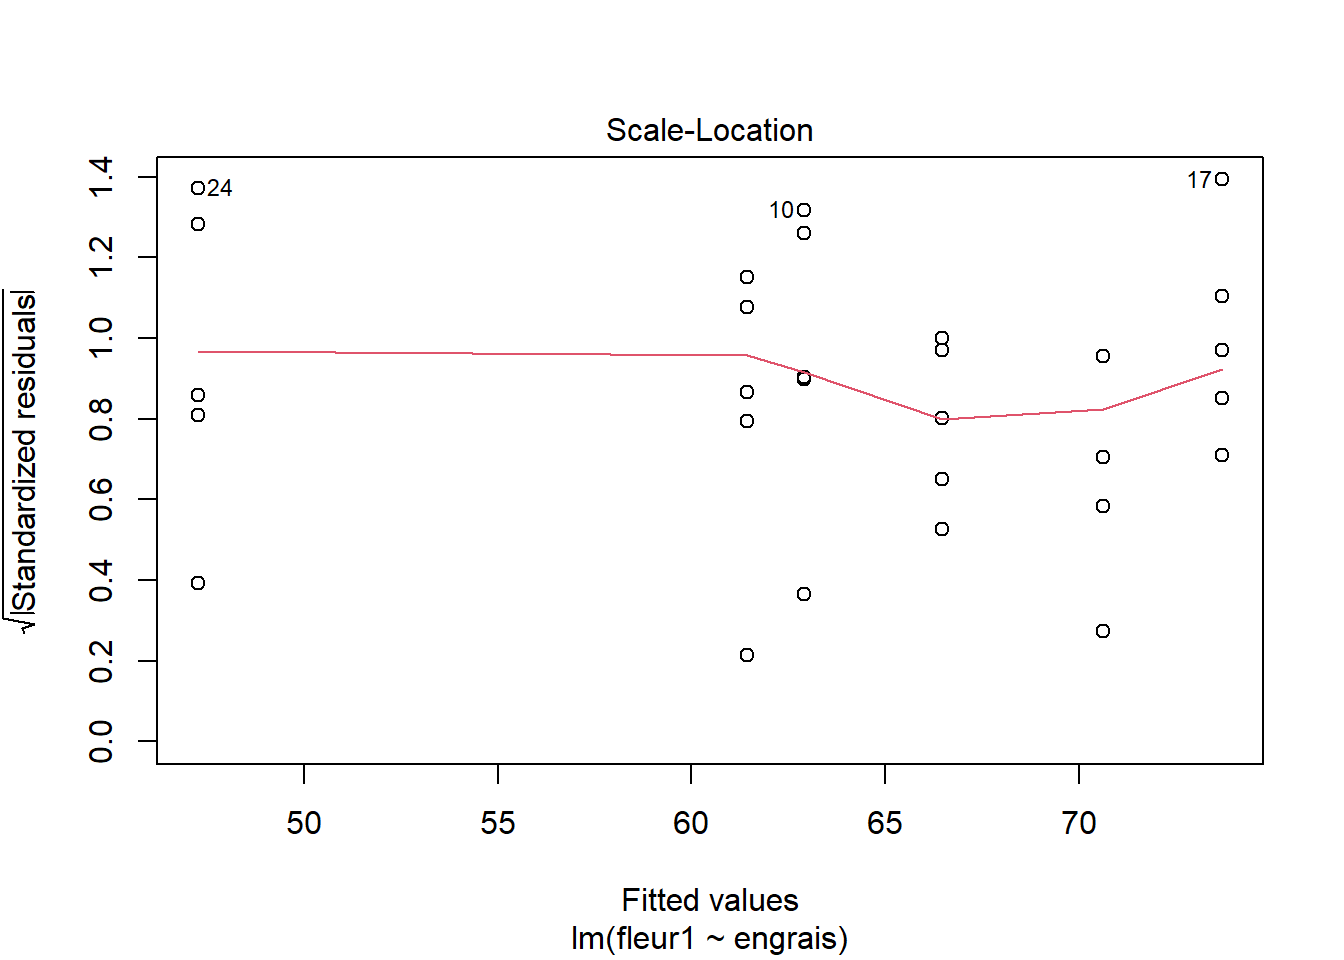 Scale-Location
√|Standardized residuals|
1.4
1.2
1.0
0.8
0.6
0.4
0.2
0.0
24
10
17
50 55 60 65 70
Fitted values
lm(fleur1 ~ engrais)